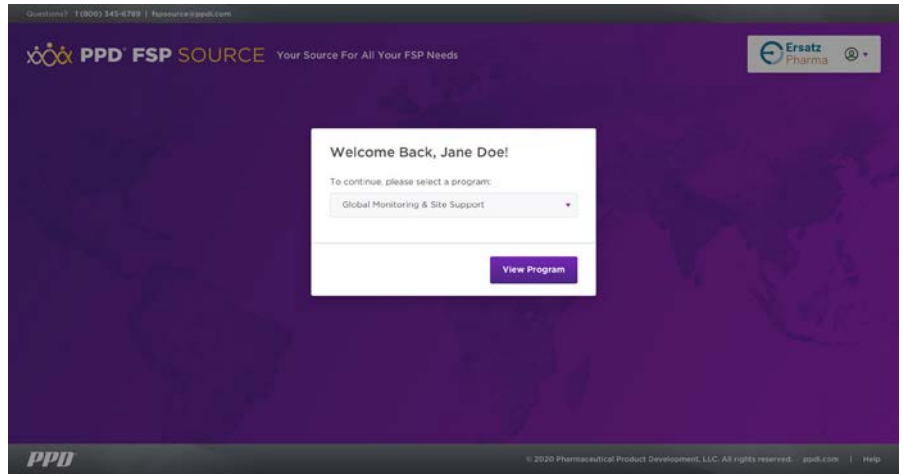 Questions? 1 (800) 345-6789 | fspsource@ppdi.com
PPD® FSP SOURCE Your Source For All Your FSP Needs
Ersatz
Pharma
Welcome Back, Jane Doe!
To continue, please select a program:
Global Monitoring & Site Support
View Program
PPD
© 2020 Pharmaceutical Product Development, LLC. All rights reserved. ppdi.com | Help